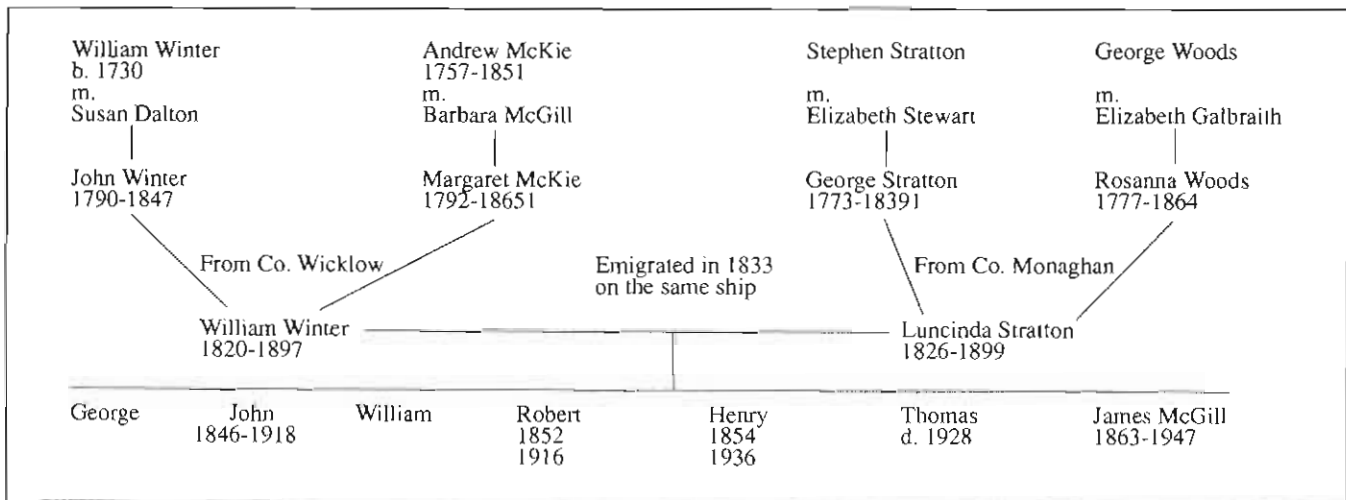 William Winter
b. 1730
m.
Susan Dalton
Andrew McKie
1757-1851
m.
Barbara McGill
Stephen Stratton
m.
Elizabeth Stewart
George Woods
m.
Elizabeth Galbraith
John Winter
1790-1847
Margaret McKie
1792-18651
George Stratton
1773-18391
Rosanna Woods
1777-1864
From Co. Wicklow
Emigrated in 1833
on the same ship
From Co. Monaghan
William Winter
1820-1897
Luncinda Stratton
1826-1899
George
John
1846-1918
William
Robert
1852
1916
Henry
1854
1936
Thomas
d. 1928
James McGill
1863-1947